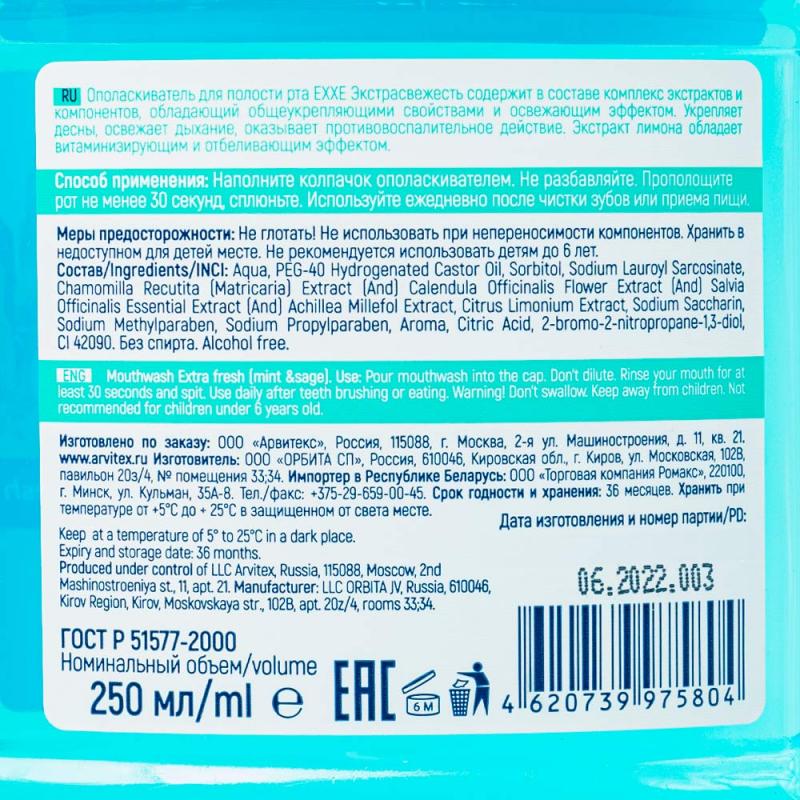 RU Ополаскиватель для полости рта EXXE Экстрасвежесть содержит в составе комплекс экстрактов и
компонентов, обладающий общеукрепляющими свойствами и освежающим эффектом. Укрепляет
десны, освежает дыхание, оказывает противовоспалительное действие. Экстракт лимона обладает
витаминизирующим и отбеливающим эффектом.
Способ применения: Наполните колпачок ополаскивателем. Не разбавляйте. Прополощите
рот не менее 30 секунд, сплюньте. Используйте ежедневно после чистки зубов или приема пищи.
Меры предосторожности: Не глотать! Не использовать при непереносимости компонентов. Хранить в
недоступном для детей месте. Не рекомендуется использовать детям до 6 лет.
Состав/Ingredients/INCI: Aqua, PEG-40 Hydrogenated Castor Oil, Sorbitol, Sodium Lauroyl Sarcosinate,
Chamomilla Recutita (Matricaria) Extract (And) Calendula Officinalis Flower Extract (And) Salvia
Officinalis Essential Extract (And) Achillea Millefol Extract, Citrus Limonium Extract, Sodium Saccharin,
Sodium Methylparaben, Sodium Propylparaben, Aroma, Citric Acid, 2-bromo-2-nitropropane-1,3-diol,
CI 42090. Без спирта. Alcohol free.
ENG Mouthwash Extra fresh (mint &sage). Use: Pour mouthwash into the cap. Don't dilute. Rinse your mouth for at
least 30 seconds and spit. Use daily after teeth brushing or eating. Warning! Don't swallow. Keep away from children. Not
recommended for children under 6 years old.
Изготовлено по заказу: ООО «Арвитекс», Россия, 115088, г. Москва, 2-я ул. Машиностроения, д. 11, кв. 21.
www.arvitex.ru Изготовитель: ООО «ОРБИТА СП», Россия, 610046, Кировская обл., г. Киров, ул. Московская, 102В,
павильон 20з/4, № помещения 33;34. Импортер в Республике Беларусь: ООО «Торговая компания Ромакс», 220100,
г. Минск, ул. Кульман, 35А-8. Тел./факс: +375-29-659-00-45. Срок годности и хранения: 36 месяцев. Хранить при
температуре от +5°C до + 25°C в защищенном от света месте.
Дата изготовления и номер партии/PD:
Keep at a temperature of 5° to 25°C in a dark place.
Expiry and storage date: 36 months.
Produced under control of LLC Arvitex, Russia, 115088, Moscow, 2nd
Mashinostroeniya st., 11, apt. 21. Manufacturer: LLC ORBITA JV, Russia, 610046,
Kirov Region, Kirov, Moskovskaya str., 102B, apt. 20z/4, rooms 33;34.
06.2022.003
ГОСТ Р 51577-2000
Номинальный объем/volume
250 мл/ml e
EAC
6 M
4 620739 975804